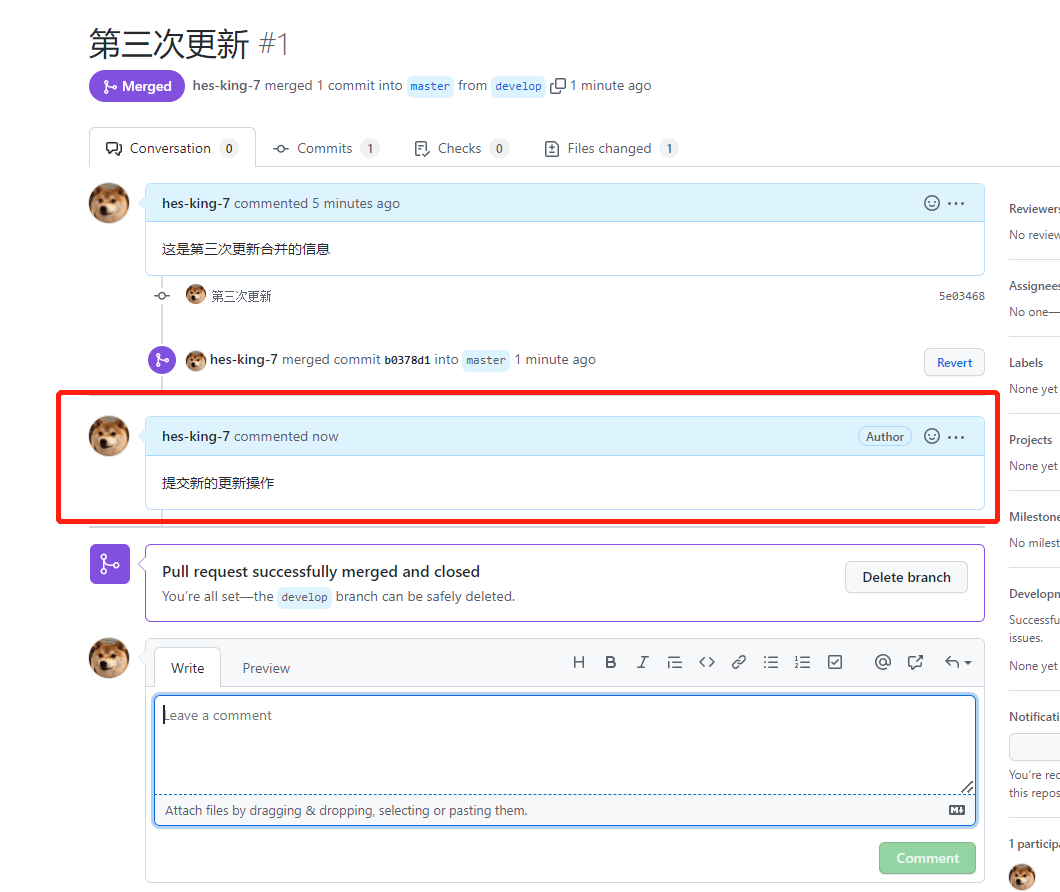 第三次更新 #1
Merged hes-king-7 merged 1 commit into master from develop 1 minute ago
Conversation 0 Commits 1 Checks 0 Files changed 1
hes-king-7 commented 5 minutes ago
Reviewers
这是第三次更新合并的信息
No review
第三次更新 5e03468
Assignees
No one—
hes-king-7 merged commit b0378d1 into master 1 minute ago Revert
Labels
None yet
hes-king-7 commented now Author
Projects
None yet
提交新的更新操作
Milestone
No milest
Pull request successfully merged and closed
You're all set—the develop branch can be safely deleted.
Delete branch
Developm
Successfu
issues.
None yet
Write Preview
Leave a comment
Notificati
You're rec
this repos
Attach files by dragging & dropping, selecting or pasting them.
Comment
1 participa